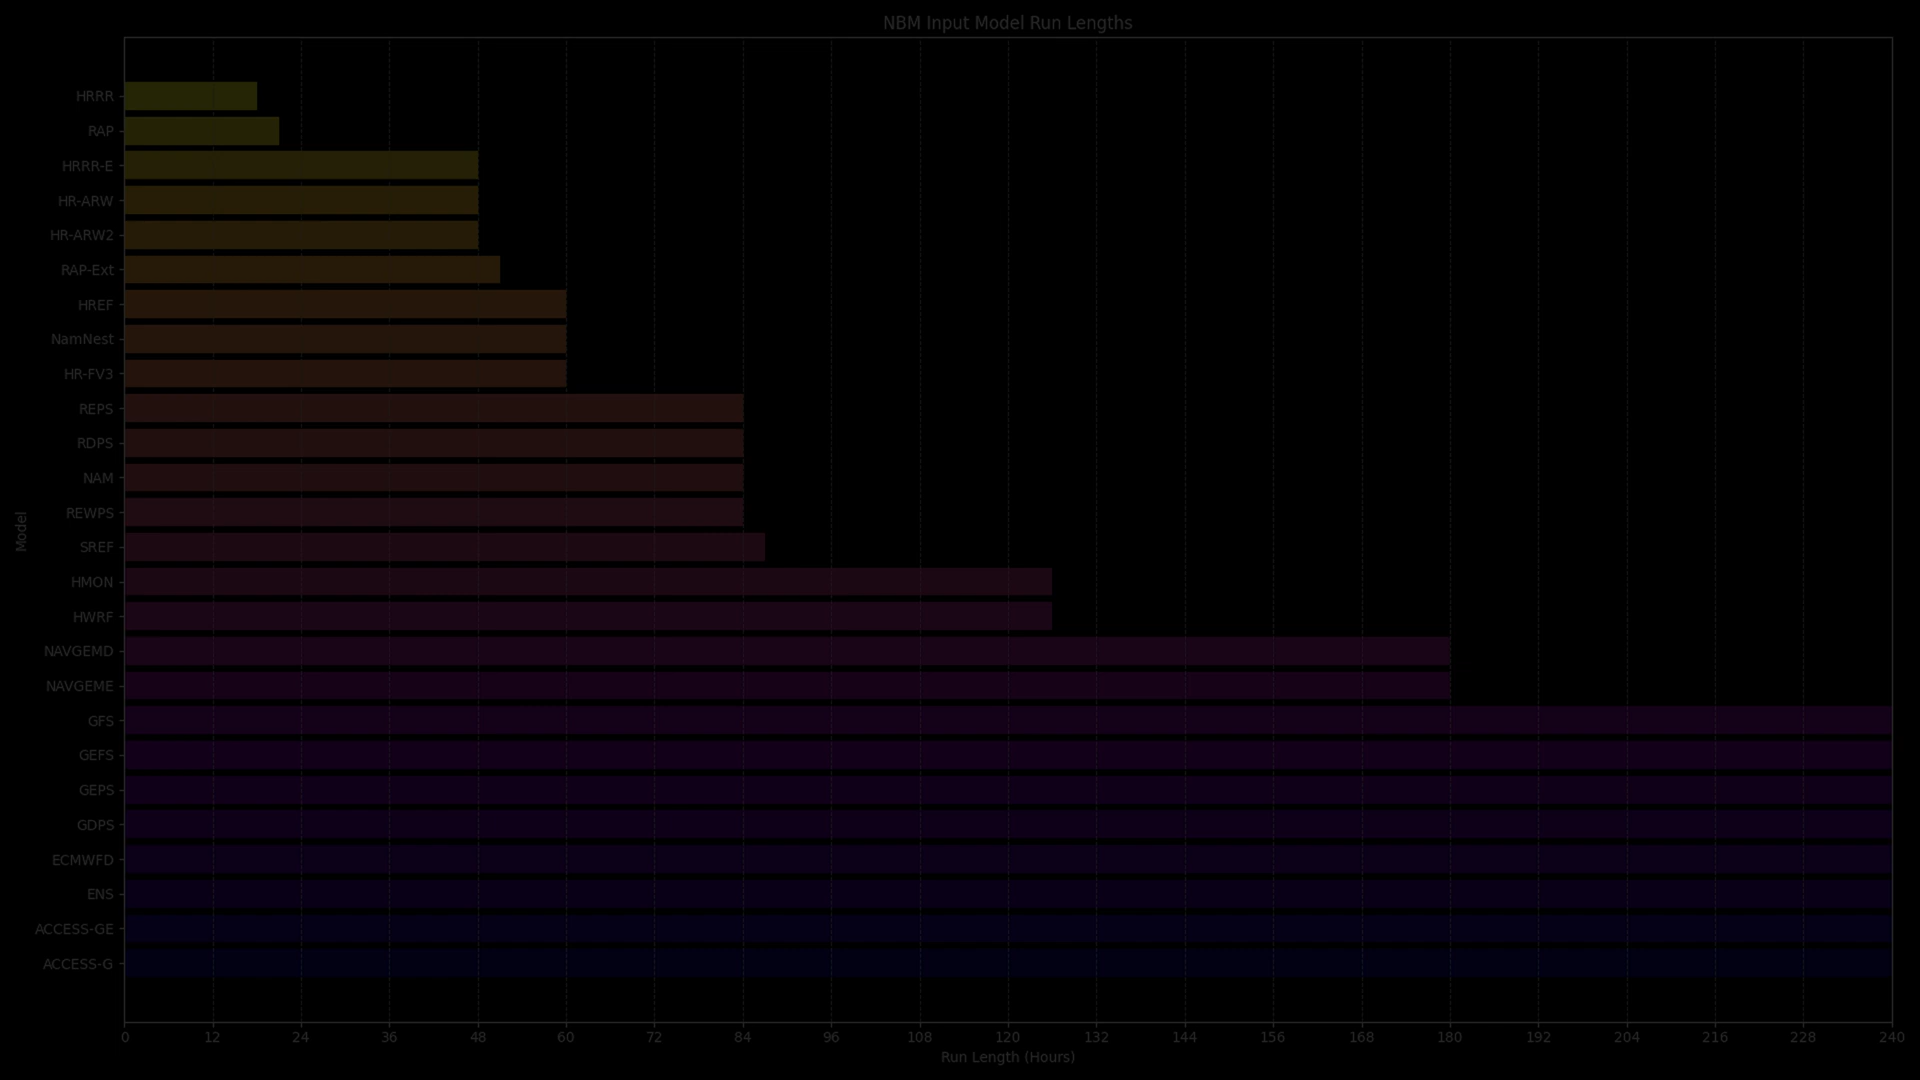 NBM Input Model Run Lengths
HRRR
RAP
HRRR-E
HR-ARW
HR-ARW2
RAP-Ext
HREF
NamNest
HR-FV3
REPS
RDPS
NAM
REWPS
SREF
HMON
HWRF
NAVGEMD
NAVGEME
GFS
GEFS
GEPS
GDPS
ECMWFD
ENS
ACCESS-GE
ACCESS-G
Model
0 12 24 36 48 60 72 84 96 108 120 132 144 156 168 180 192 204 216 228 240
Run Length (Hours)